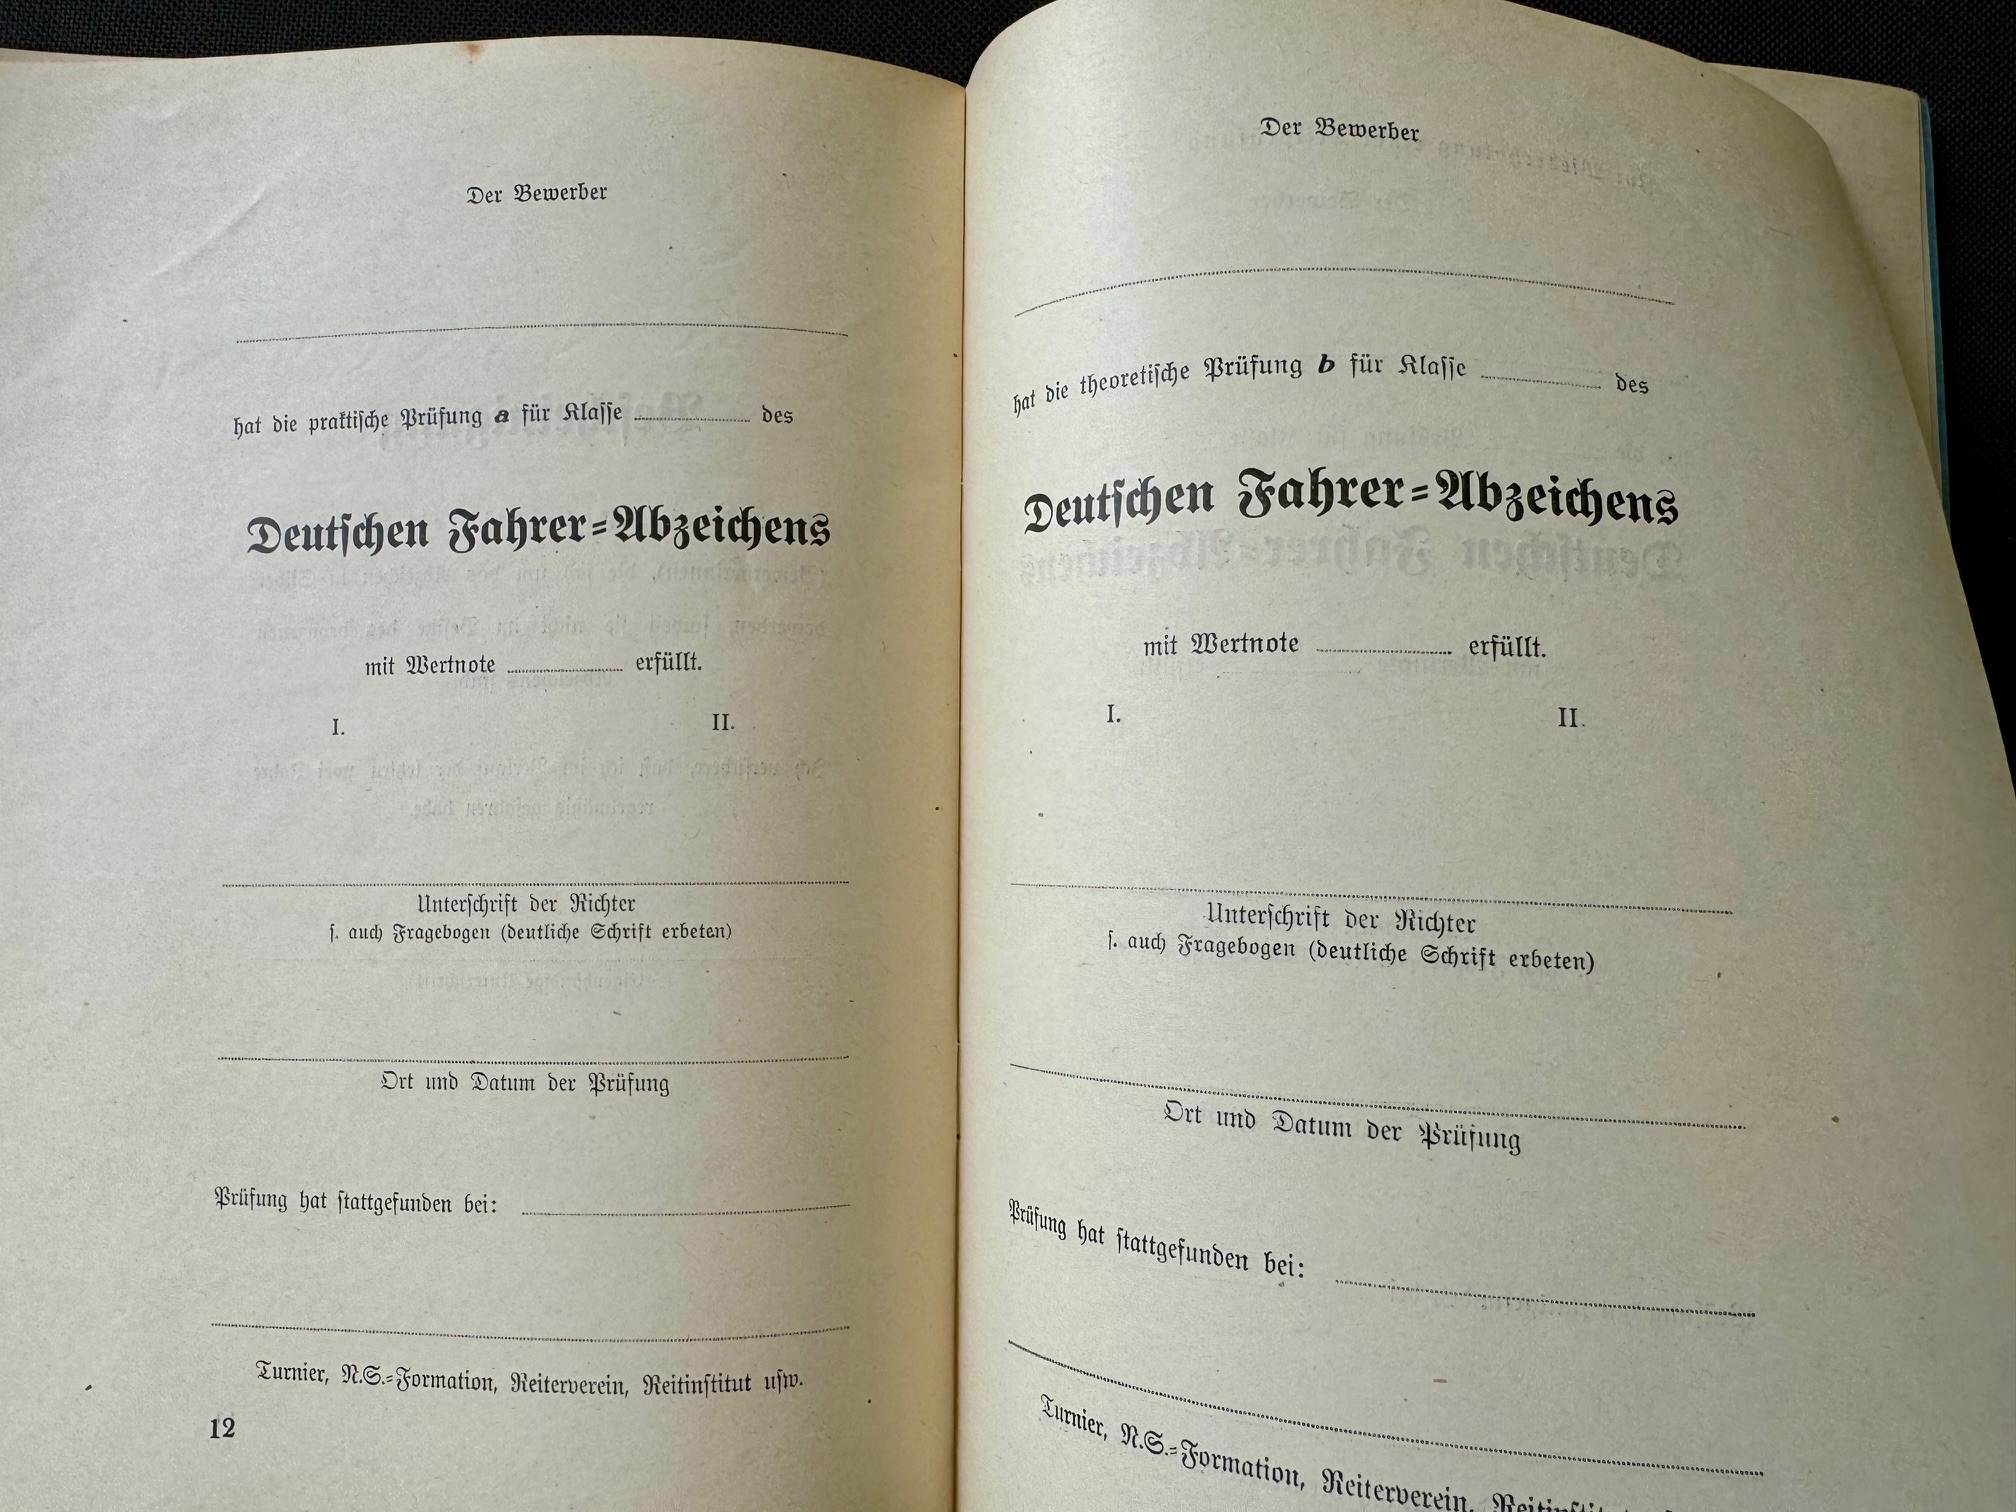 Der Bewerber
hat die praktische Prüfung a für Klasse des
Deutschen Fahrer=Abzeichens
mit Wertnote erfüllt.
I. II.
Unterschrift der Richter
s. auch Fragebogen (deutliche Schrift erbeten)
Ort und Datum der Prüfung
Prüfung hat stattgefunden bei:
Turnier, N.S.=Formation, Reiterverein, Reitinstitut usw.
12
Der Bewerber
hat die theoretische Prüfung b für Klasse des
Deutschen Fahrer=Abzeichens
mit Wertnote erfüllt.
I. II.
Unterschrift der Richter
s. auch Fragebogen (deutliche Schrift erbeten)
Ort und Datum der Prüfung
Prüfung hat stattgefunden bei:
Turnier, N.S.=Formation, Reiterverein,